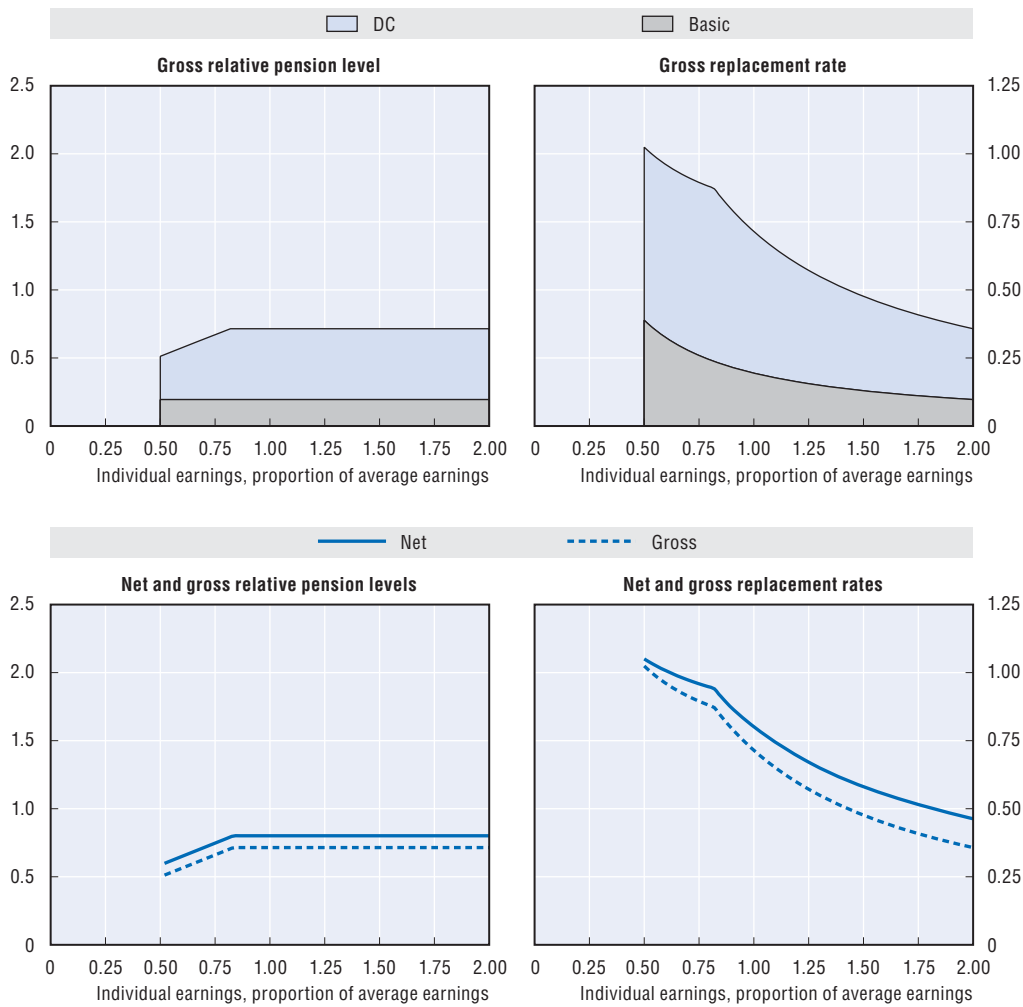 DC Basic
Gross relative pension level
2.5
2.0
1.5
1.0
0.5
0
0 0.25 0.50 0.75 1.00 1.25 1.50 1.75 2.00
Individual earnings, proportion of average earnings
Gross replacement rate
1.25
1.00
0.75
0.50
0.25
0
0 0.25 0.50 0.75 1.00 1.25 1.50 1.75 2.00
Individual earnings, proportion of average earnings
Net Gross
Net and gross relative pension levels
2.5
2.0
1.5
1.0
0.5
0
0 0.25 0.50 0.75 1.00 1.25 1.50 1.75 2.00
Individual earnings, proportion of average earnings
Net and gross replacement rates
1.25
1.00
0.75
0.50
0.25
0
0 0.25 0.50 0.75 1.00 1.25 1.50 1.75 2.00
Individual earnings, proportion of average earnings